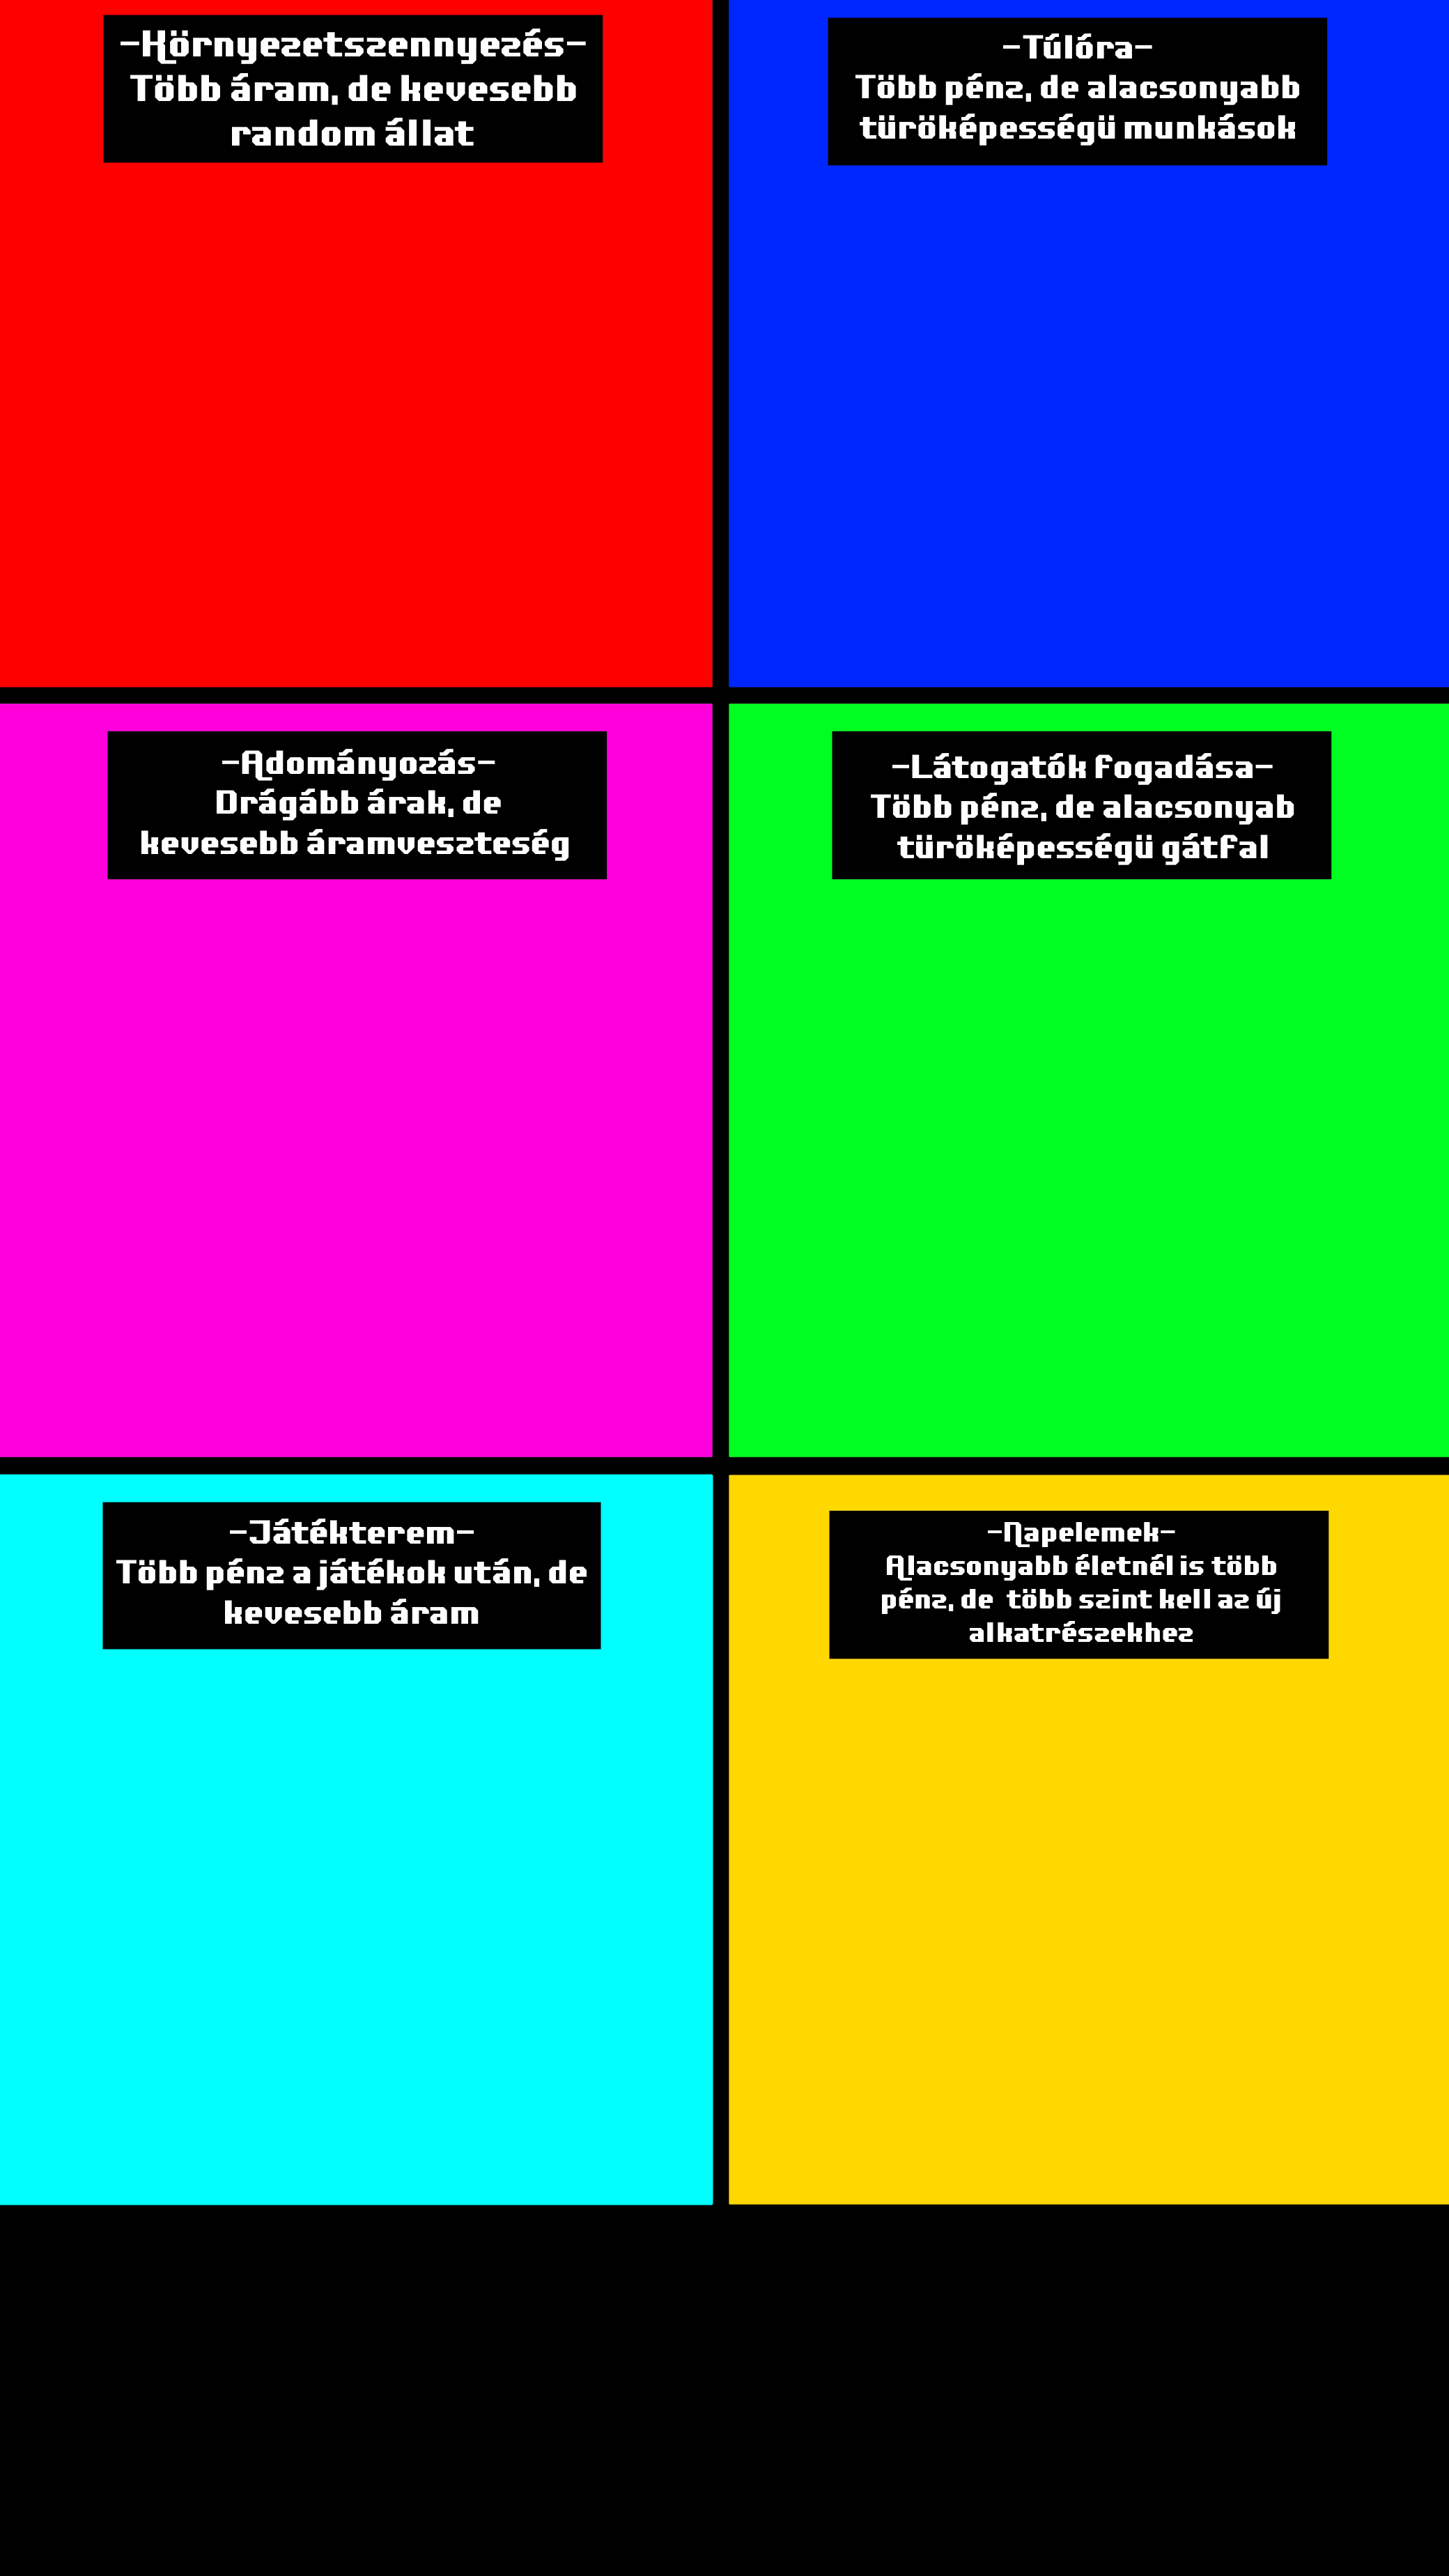 -Környezetszennyezés-
Több áram, de kevesebb
random állat
-Túlóra-
Több pénz, de alacsonyabb
türöképességü munkások
-Adományozás-
Drágább árak, de
kevesebb áramveszteség
-Látogatók fogadása-
Több pénz, de alacsonyab
türöképességü gátfal
-Játékterem-
Több pénz a játékok után, de
kevesebb áram
-Napelemek-
Alacsonyabb életnél is több
pénz, de  több szint kell az új
alkatrészekhez